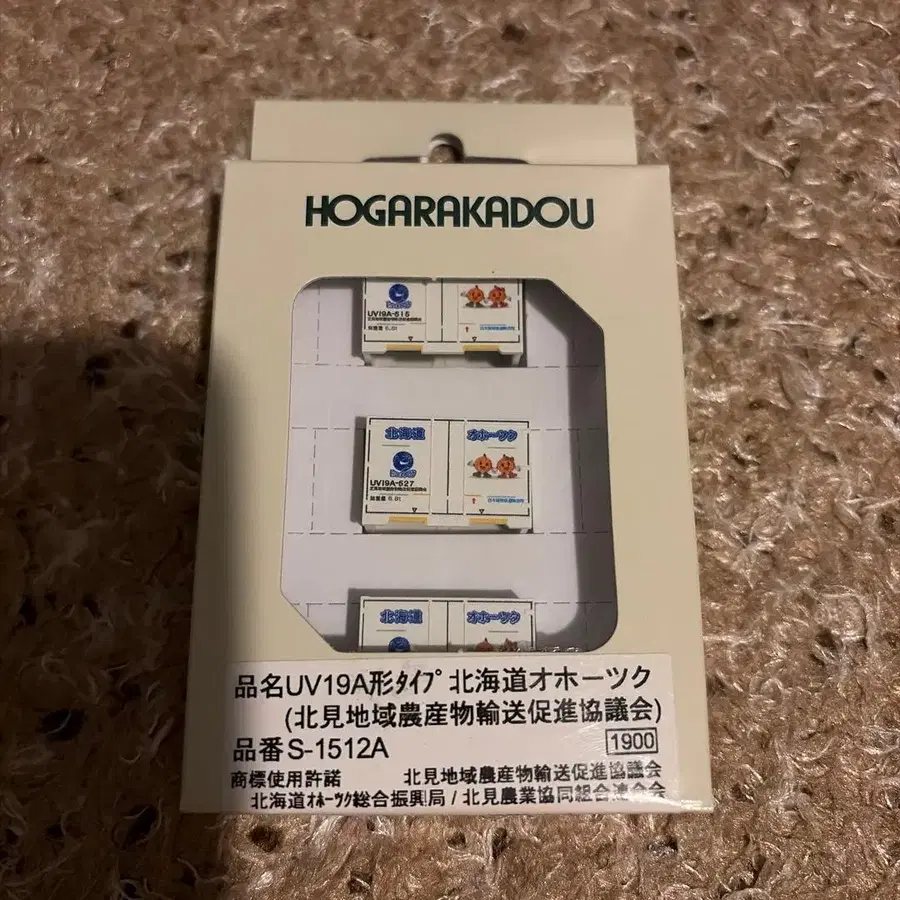 HOGARAKADOU
UV19A-515
北海道 オホーツク
UV19A-527
北海道 オホーツク
品名UV19A形ﾀｲﾌﾟ 北海道オホーツク
(北見地域農産物輸送促進協議会)
品番S-1512A 1900
商標使用許諾 北見地域農産物輸送促進協議会
北海道ｵﾎｰﾂｸ総合振興局 / 北見農業協同組合連合会